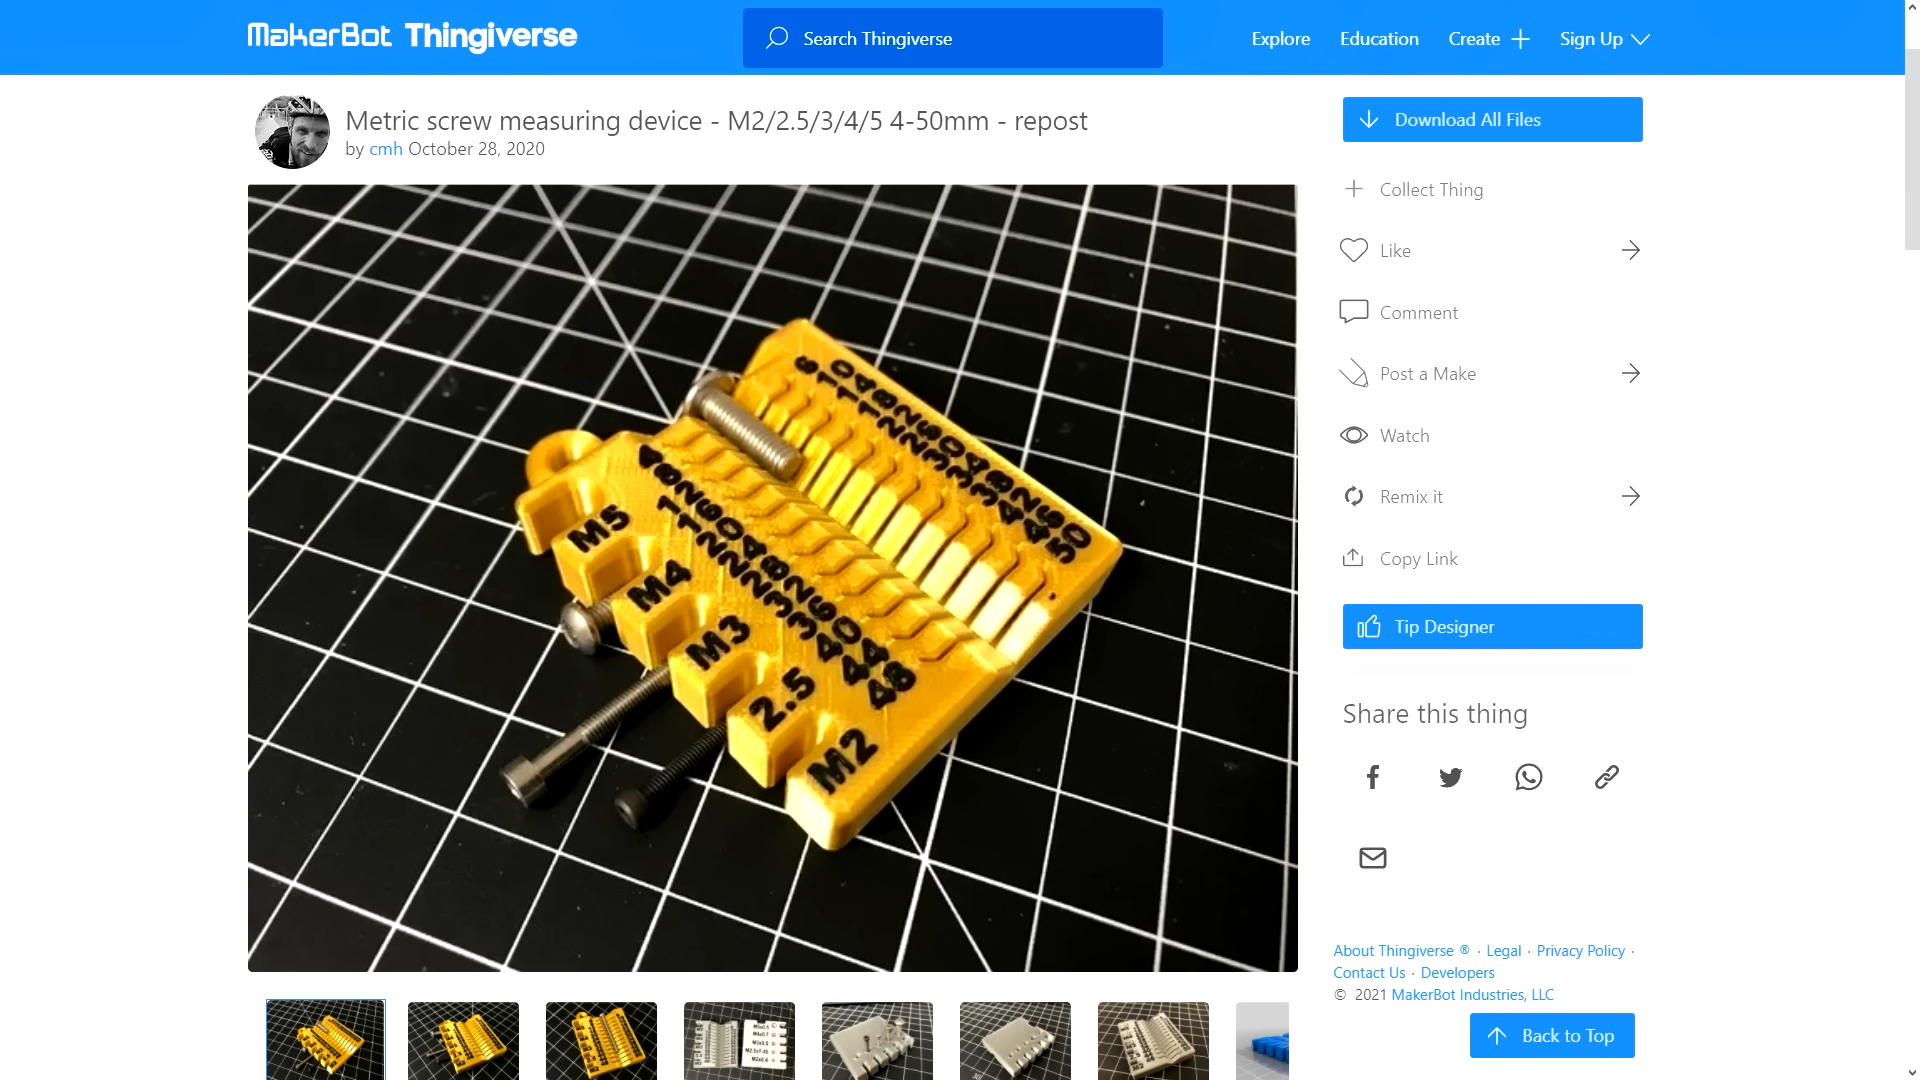 MakerBot Thingiverse
Search Thingiverse
Explore
Education
Create
Sign Up
Metric screw measuring device - M2/2.5/3/4/5 4-50mm - repost
by cmh October 28, 2020
Download All Files
Collect Thing
Like
Comment
Post a Make
Watch
Remix it
Copy Link
Tip Designer
Share this thing
About Thingiverse ® · Legal · Privacy Policy ·
Contact Us · Developers
© 2021 MakerBot Industries, LLC
Back to Top
6
10
14
18
22
26
30
34
38
42
46
50
4
8
12
16
20
24
28
32
36
40
44
48
M5
M4
M3
2.5
M2